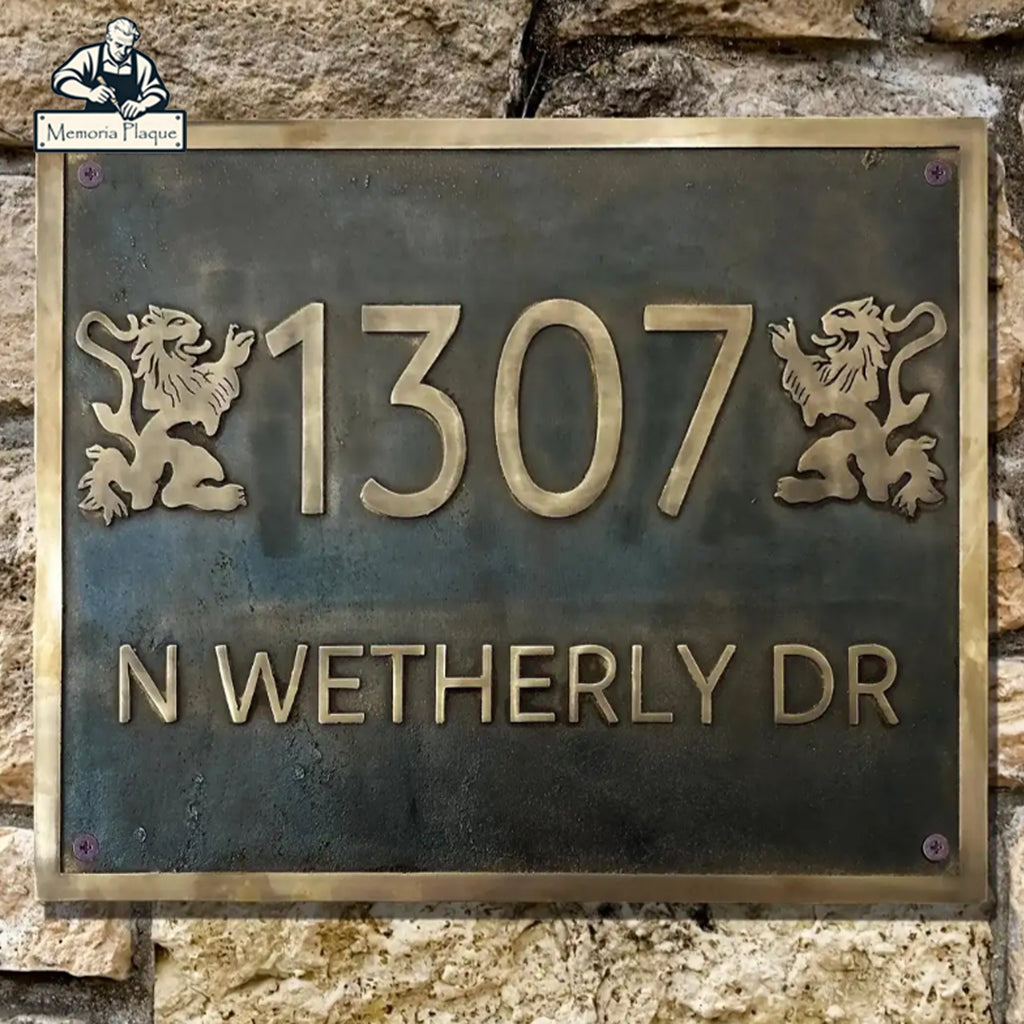 Memoria Plaque
1307
N WETHERLY DR